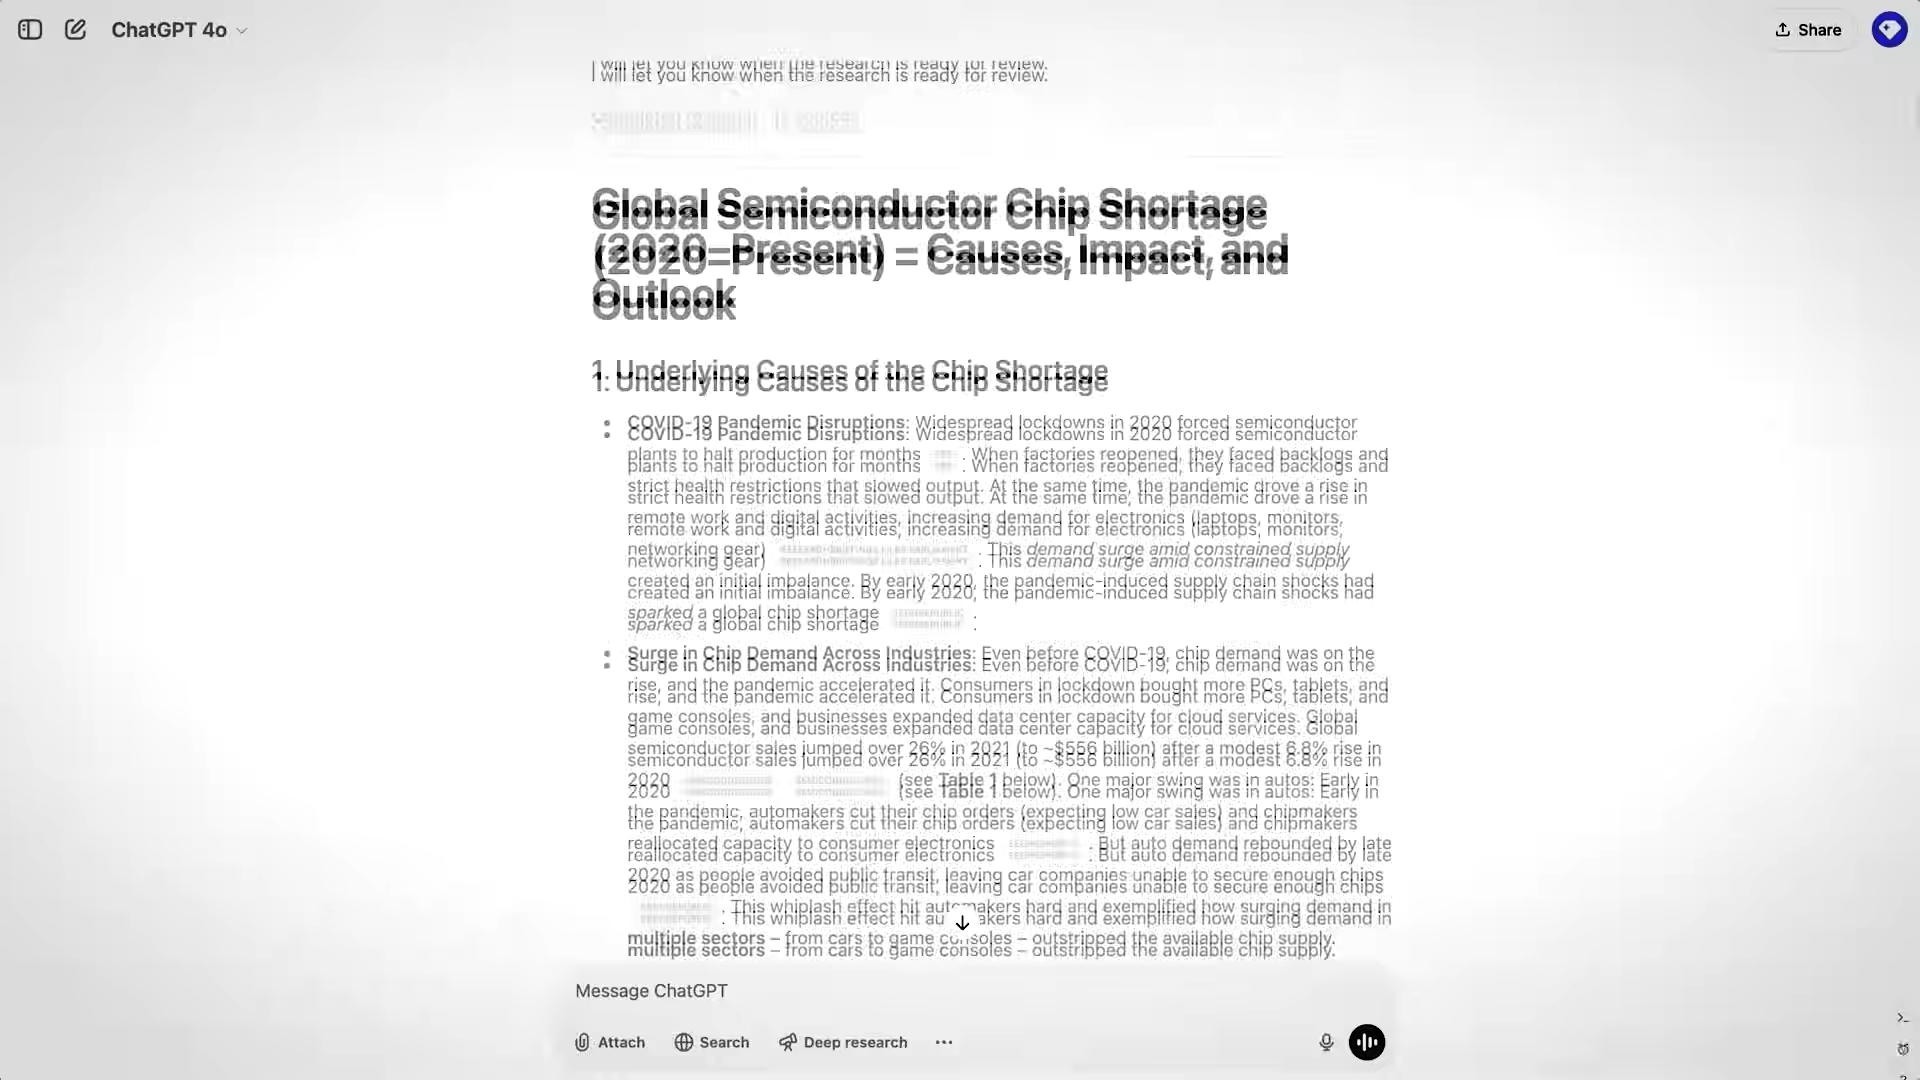 ChatGPT 4o
Share
I will let you know when the research is ready for review.
Global Semiconductor Chip Shortage
(2020–Present) – Causes, Impact, and
Outlook
1. Underlying Causes of the Chip Shortage
• COVID-19 Pandemic Disruptions: Widespread lockdowns in 2020 forced semiconductor
plants to halt production for months . When factories reopened, they faced backlogs and
strict health restrictions that slowed output. At the same time, the pandemic drove a rise in
remote work and digital activities, increasing demand for electronics (laptops, monitors,
networking gear) . This demand surge amid constrained supply
created an initial imbalance. By early 2020, the pandemic-induced supply chain shocks had
sparked a global chip shortage .
• Surge in Chip Demand Across Industries: Even before COVID-19, chip demand was on the
rise, and the pandemic accelerated it. Consumers in lockdown bought more PCs, tablets, and
game consoles, and businesses expanded data center capacity for cloud services. Global
semiconductor sales jumped over 26% in 2021 (to ~$556 billion) after a modest 6.8% rise in
2020 (see Table 1 below). One major swing was in autos: Early in
the pandemic, automakers cut their chip orders (expecting low car sales) and chipmakers
reallocated capacity to consumer electronics . But auto demand rebounded by late
2020 as people avoided public transit, leaving car companies unable to secure enough chips
. This whiplash effect hit automakers hard and exemplified how surging demand in
multiple sectors – from cars to game consoles – outstripped the available chip supply.
Message ChatGPT
Attach Search Deep research